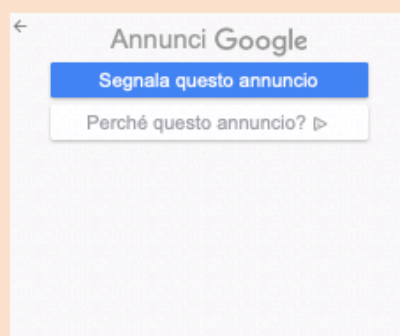 Annunci Google
Segnala questo annuncio
Perché questo annuncio?